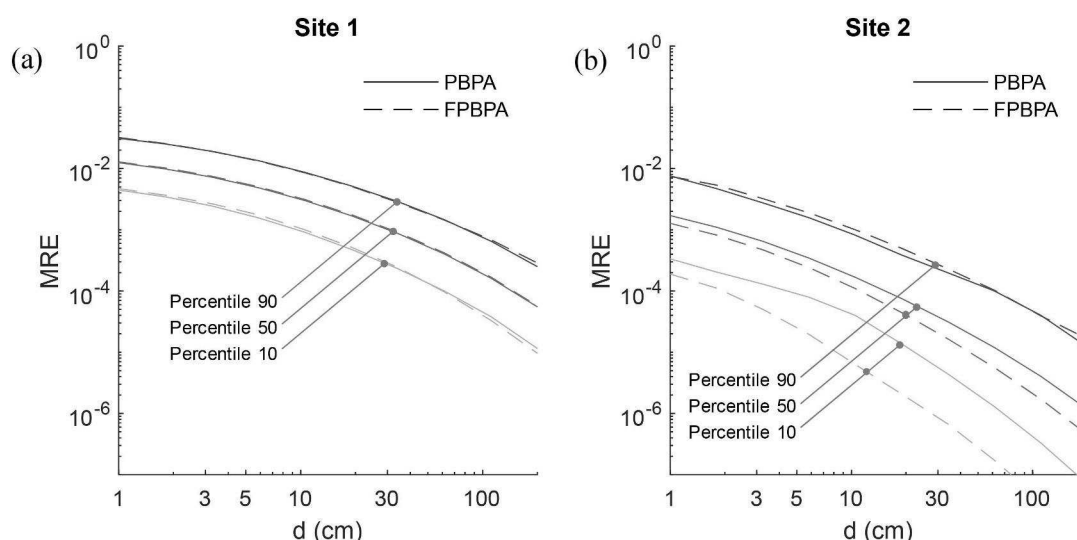 Site 1
(a)
10^0
10^-2
10^-4
10^-6
MRE
PBPA
FPBPA
Percentile 90
Percentile 50
Percentile 10
1 3 5 10 30 100
d (cm)
Site 2
(b)
10^0
10^-2
10^-4
10^-6
MRE
PBPA
FPBPA
Percentile 90
Percentile 50
Percentile 10
1 3 5 10 30 100
d (cm)